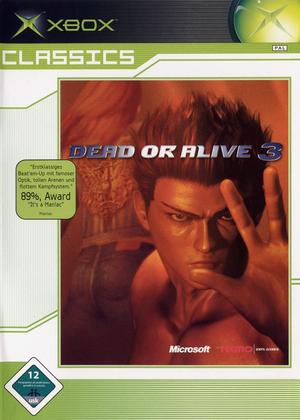 XBOX
PAL
CLASSICS
DEAD OR ALIVE 3
"Erstklassiges
Beat'em-Up mit famoser
Optik, tollen Arenen und
flottem Kampfsystem."
89%, Award
"It's a Maniac"
Maniac
Microsoft
TECMO
12
usk